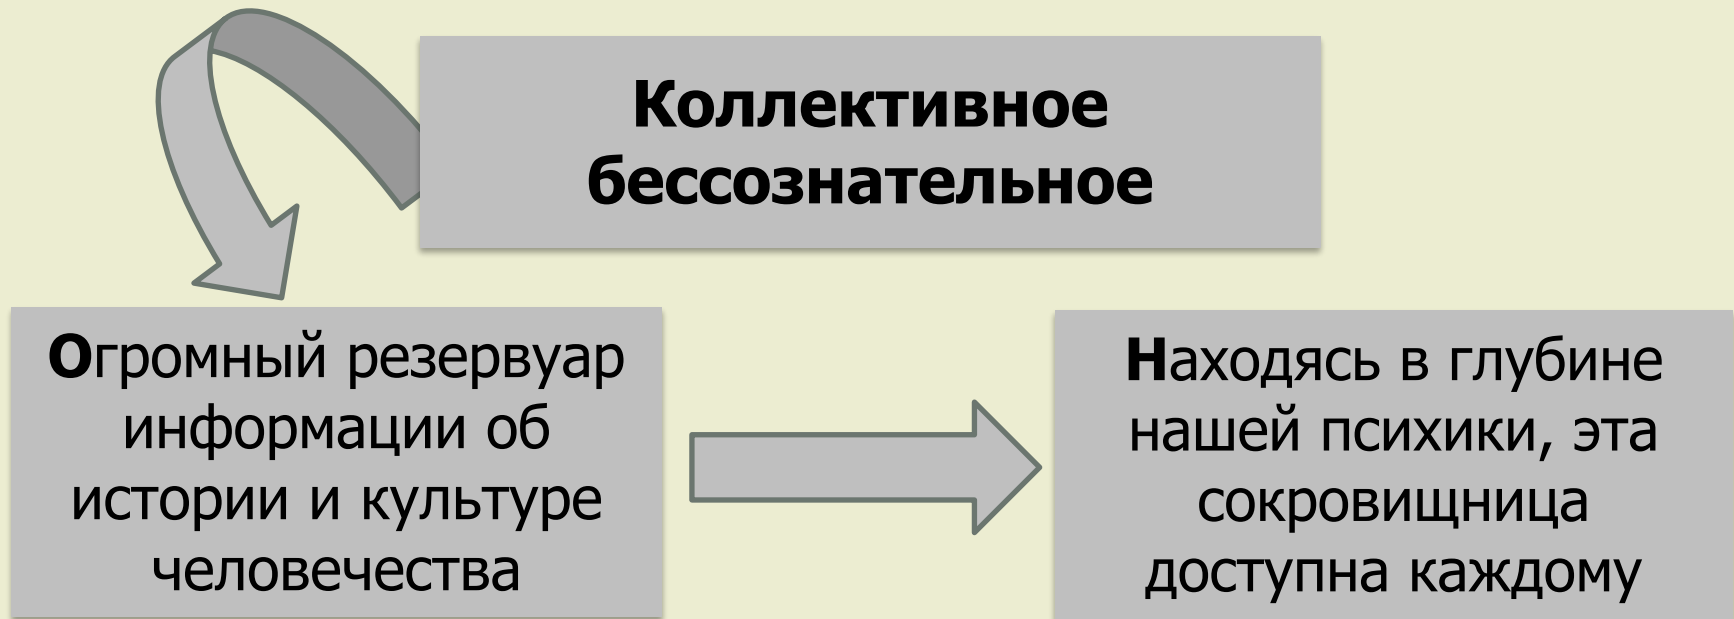 Коллективное
бессознательное
Огромный резервуар
информации об
истории и культуре
человечества
Находясь в глубине
нашей психики, эта
сокровищница
доступна каждому